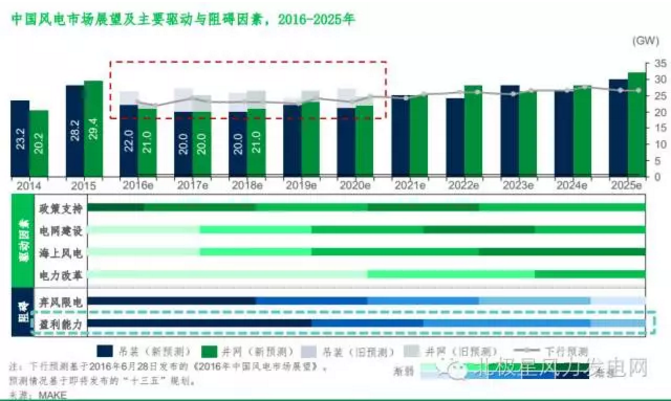 中国风电市场展望及主要驱动与阻碍因素，2016-2025年
(GW)
35
30
25
20
15
10
5
0
23.2
20.2
28.2
29.4
22.0
21.0
20.0
20.0
20.0
21.0
2014
2015
2016e
2017e
2018e
2019e
2020e
2021e
2022e
2023e
2024e
2025e
驱动因素
政策支持
电网建设
海上风电
电力改革
阻碍
弃风限电
盈利能力
吊装（新预测）
并网（新预测）
吊装（旧预测）
并网（旧预测）
下行预测
注：下行预测基于2016年6月28日发布的《2016年中国风电市场展望》。
渐弱
预测情况基于即将发布的“十三五”规划。
来源：MAKE
北极星风力发电网